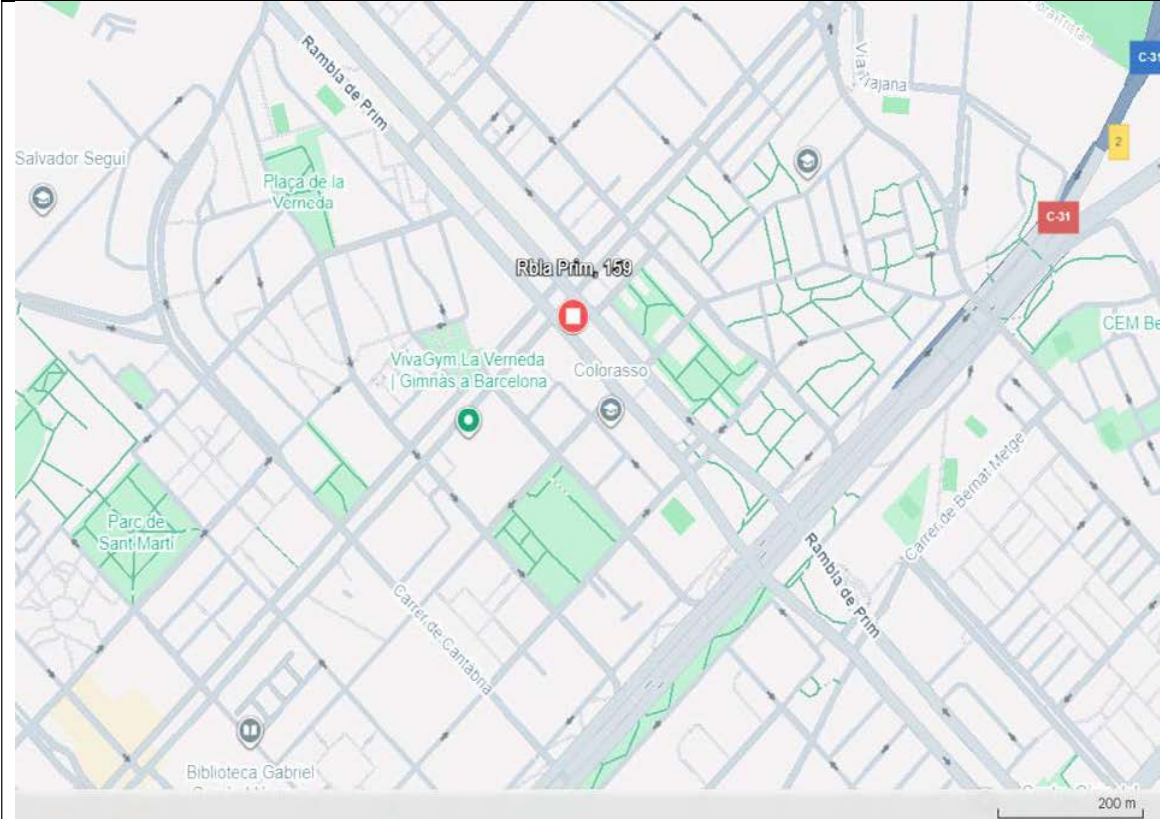 Rambla de Prim
Via Trajana
C-31
2
Salvador Seguí
Plaça de la
Verneda
C-31
Rbla Prim, 159
CEM Be
VivaGym La Verneda
| Gimnàs a Barcelona
Colorasso
Carrer de Bernat Metge
Parc de
Sant Martí
Rambla de Prim
Carrer de Cantàbria
Biblioteca Gabriel
200 m